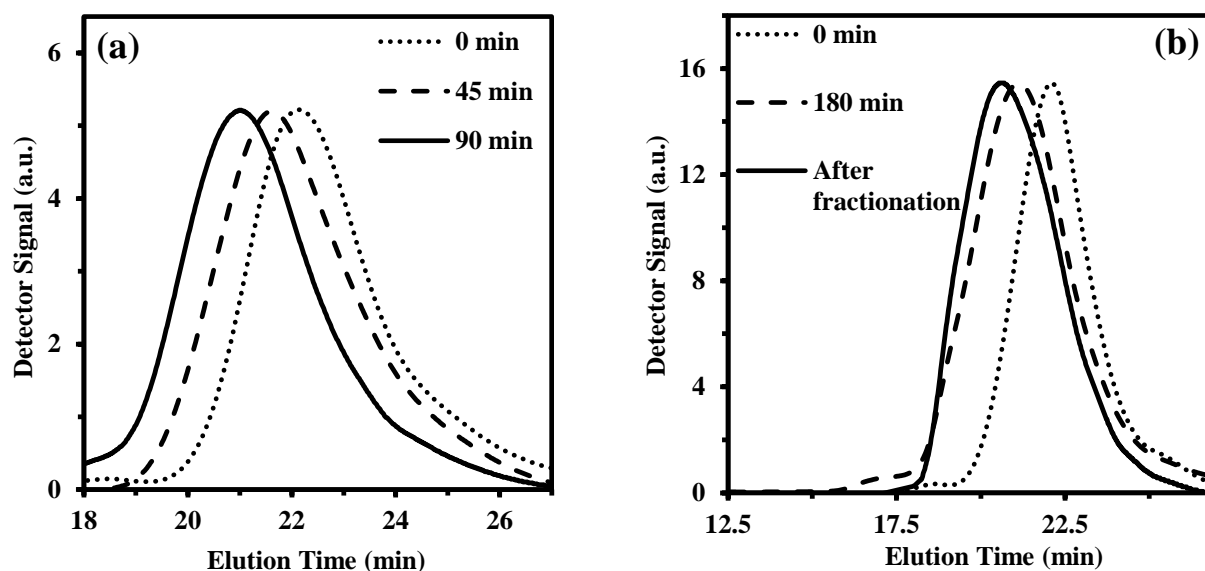 (a)
0 min
45 min
90 min
6
4
2
0
18
20
22
24
26
Detector Signal (a.u.)
Elution Time (min)
(b)
0 min
180 min
After
fractionation
16
12
8
4
0
12.5
17.5
22.5
Detector Signal (a.u.)
Elution Time (min)